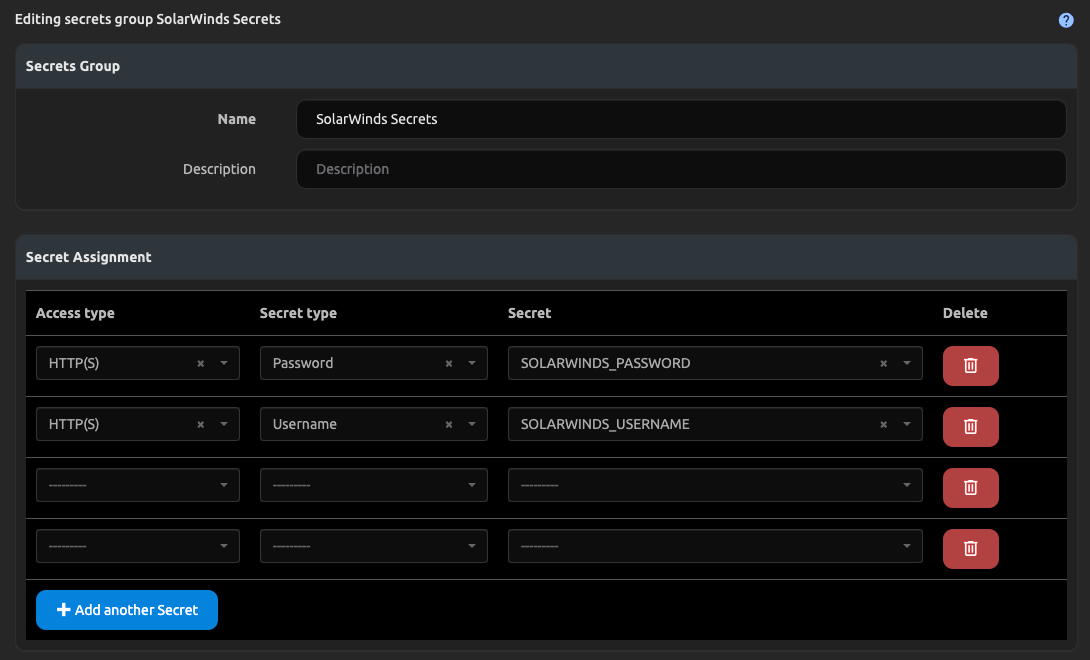 Editing secrets group SolarWinds Secrets ?
Secrets Group
Name SolarWinds Secrets
Description Description
Secret Assignment
Access type Secret type Secret Delete
HTTP(S) × Password × SOLARWINDS_PASSWORD ×
HTTP(S) × Username × SOLARWINDS_USERNAME ×
--------- --------- ---------
--------- --------- ---------
+ Add another Secret